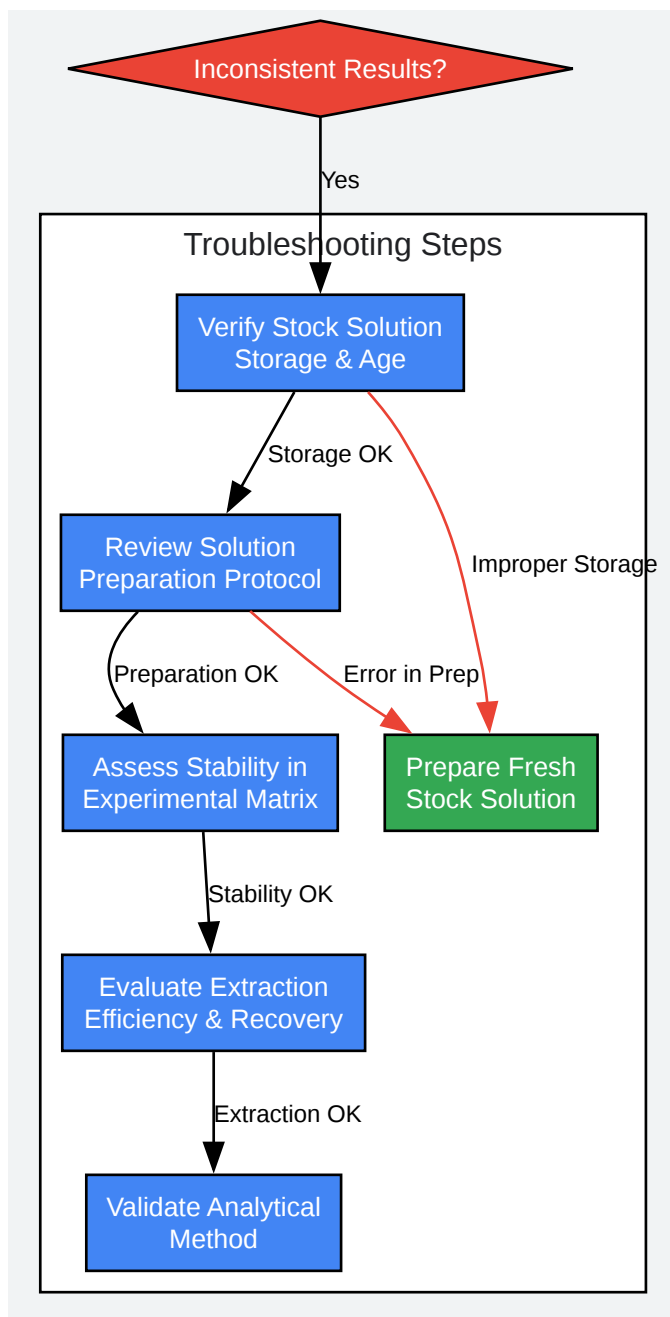 Inconsistent Results?
Yes
Troubleshooting Steps
Verify Stock Solution
Storage & Age
Storage OK
Review Solution
Preparation Protocol
Improper Storage
Preparation OK
Error in Prep
Assess Stability in
Experimental Matrix
Prepare Fresh
Stock Solution
Stability OK
Evaluate Extraction
Efficiency & Recovery
Extraction OK
Validate Analytical
Method